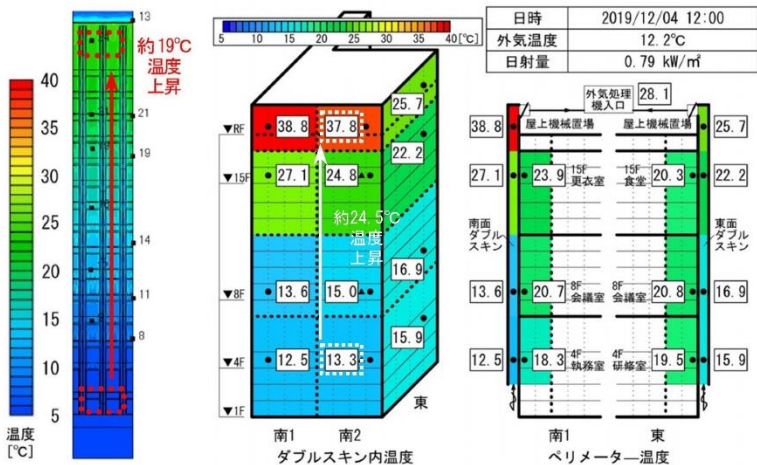 13
約19℃
温度
上昇
21
19
14
11
8
40
35
30
25
20
15
10
5
温度
[℃]
5 10 15 20 25 30 35 40[℃]
38.8 37.8 25.7
27.1 24.8 22.2
約24.5℃
温度
上昇
13.6 15.0 16.9
12.5 13.3 15.9
RF
15F
8F
4F
1F
南1 南2 東
ダブルスキン内温度
日時 2019/12/04 12:00
外気温度 12.2℃
日射量 0.79 kW/㎡
外気処理
機入口
28.1
屋上機械置場 屋上機械置場
38.8 25.7
27.1 23.9 15F
更衣室 15F
食堂 20.3 22.2
南面
ダブル
スキン
東面
ダブル
スキン
13.6 20.7 8F
会議室 8F
会議室 20.8 16.9
12.5 18.3 4F
執務室 4F
研修室 19.5 15.9
南1 東
ペリメーター温度